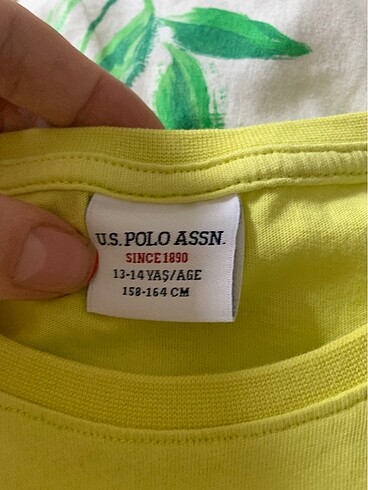 U.S. POLO ASSN.
SINCE 1890
13-14 YAŞ/AGE
158-164 CM